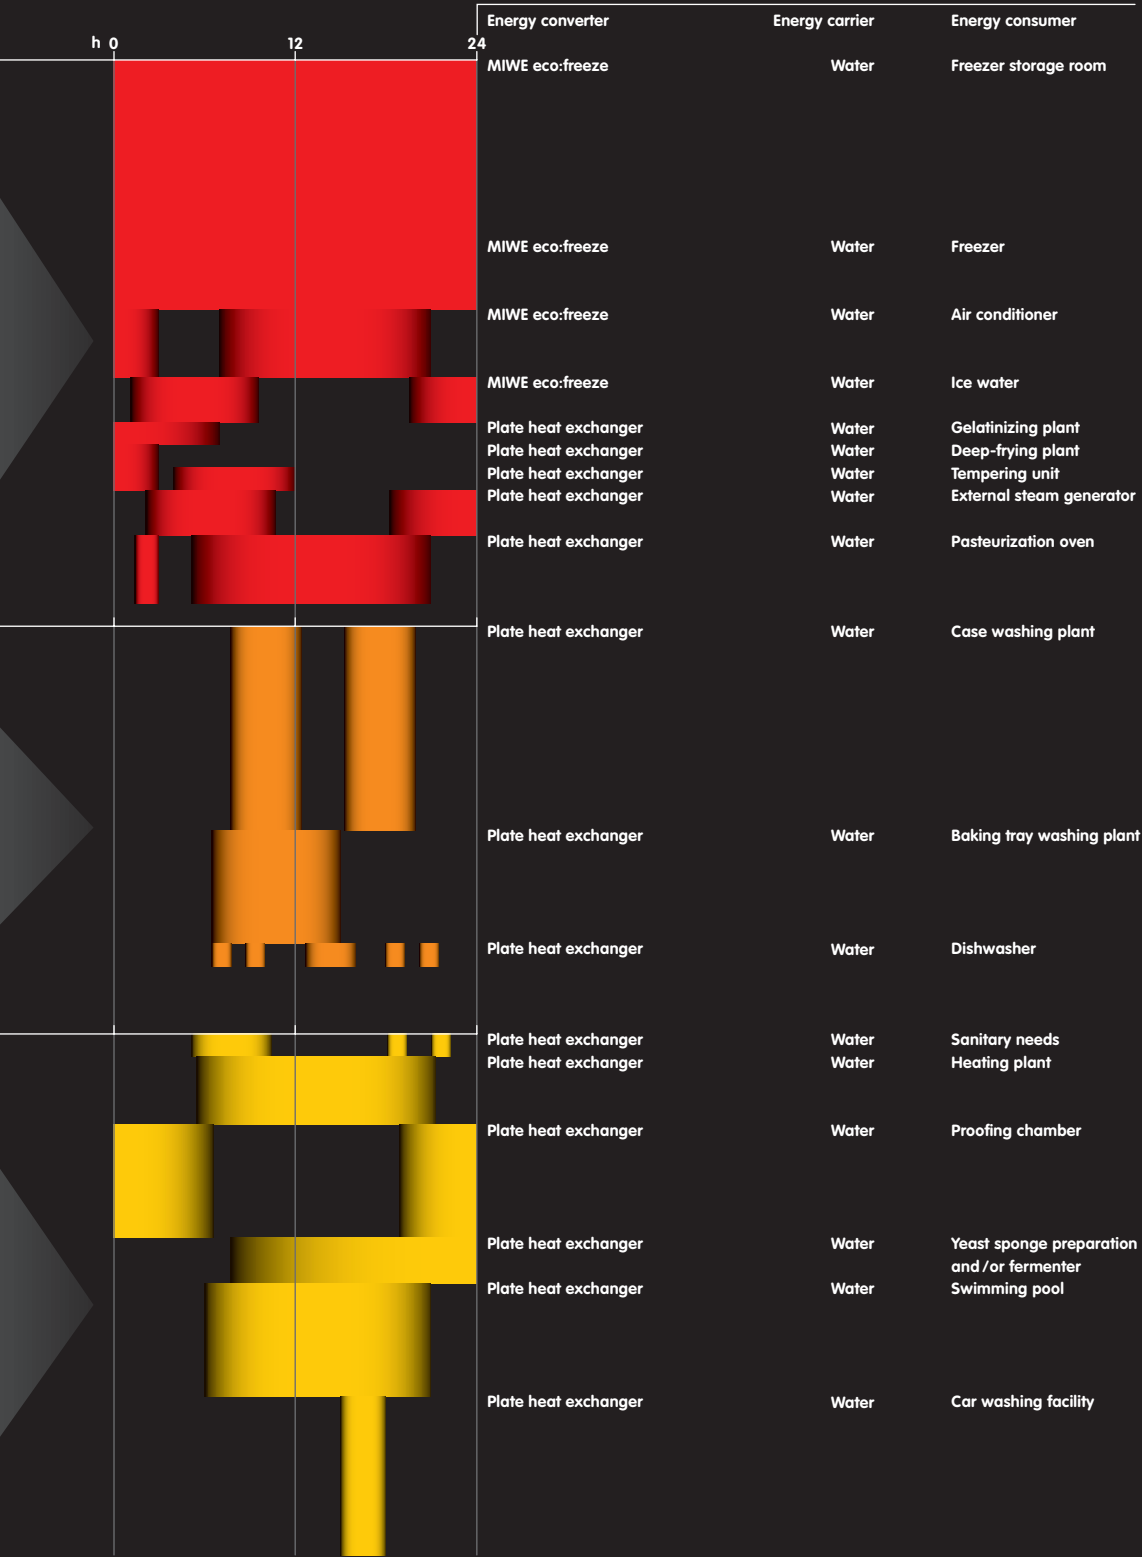 Energy converter Energy carrier Energy consumer
h 0 12 24
MIWE eco:freeze Water Freezer storage room
MIWE eco:freeze Water Freezer
MIWE eco:freeze Water Air conditioner
MIWE eco:freeze Water Ice water
Plate heat exchanger Water Gelatinizing plant
Plate heat exchanger Water Deep-frying plant
Plate heat exchanger Water Tempering unit
Plate heat exchanger Water External steam generator
Plate heat exchanger Water Pasteurization oven
Plate heat exchanger Water Case washing plant
Plate heat exchanger Water Baking tray washing plant
Plate heat exchanger Water Dishwasher
Plate heat exchanger Water Sanitary needs
Plate heat exchanger Water Heating plant
Plate heat exchanger Water Proofing chamber
Plate heat exchanger Water Yeast sponge preparation
and/or fermenter
Plate heat exchanger Water Swimming pool
Plate heat exchanger Water Car washing facility